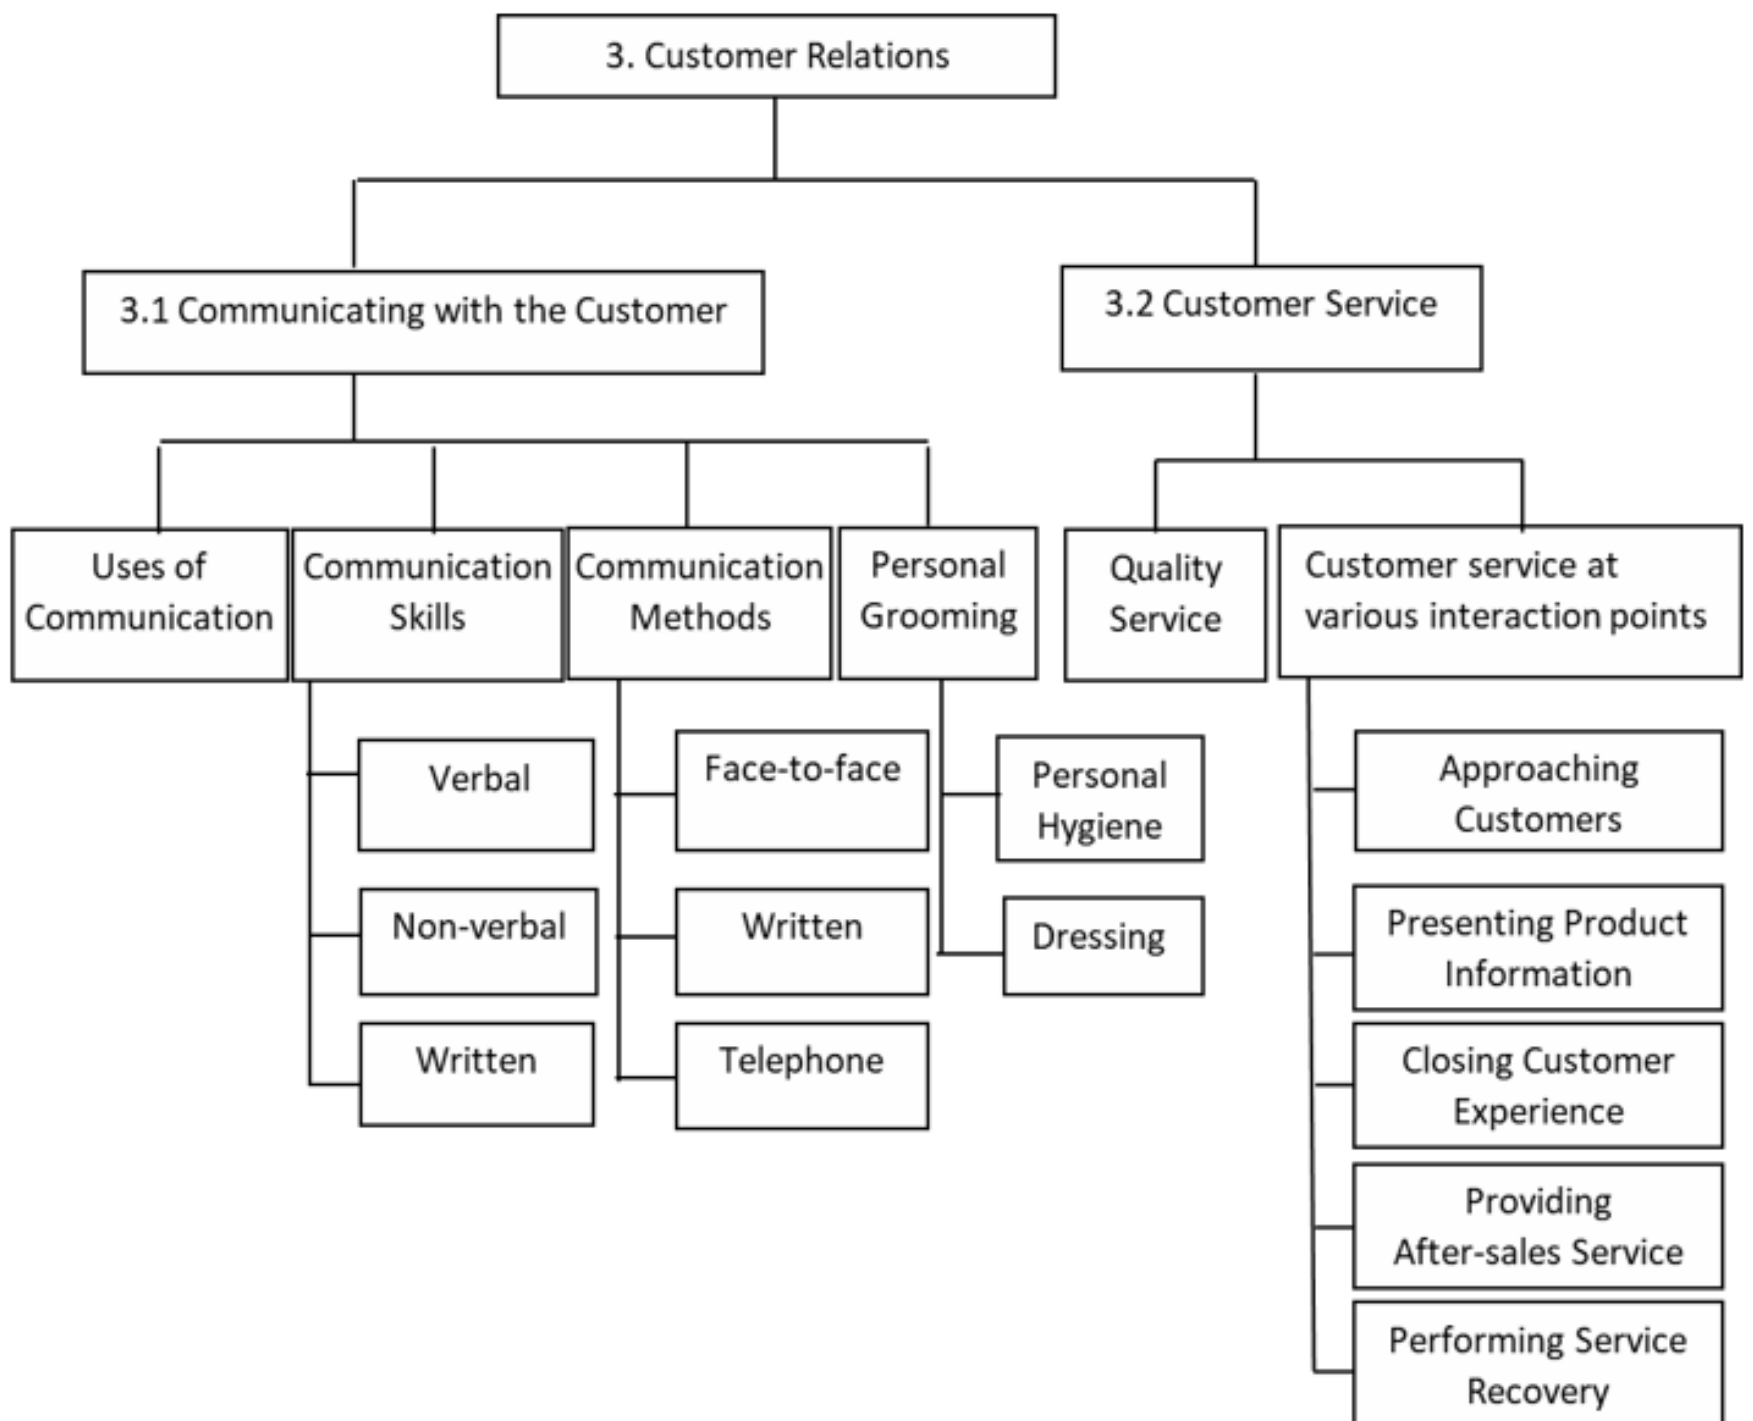 3. Customer Relations
3.1 Communicating with the Customer
3.2 Customer Service
Uses of
Communication
Communication
Skills
Communication
Methods
Personal
Grooming
Quality
Service
Customer service at
various interaction points
Verbal
Non-verbal
Written
Face-to-face
Written
Telephone
Personal
Hygiene
Dressing
Approaching
Customers
Presenting Product
Information
Closing Customer
Experience
Providing
After-sales Service
Performing Service
Recovery